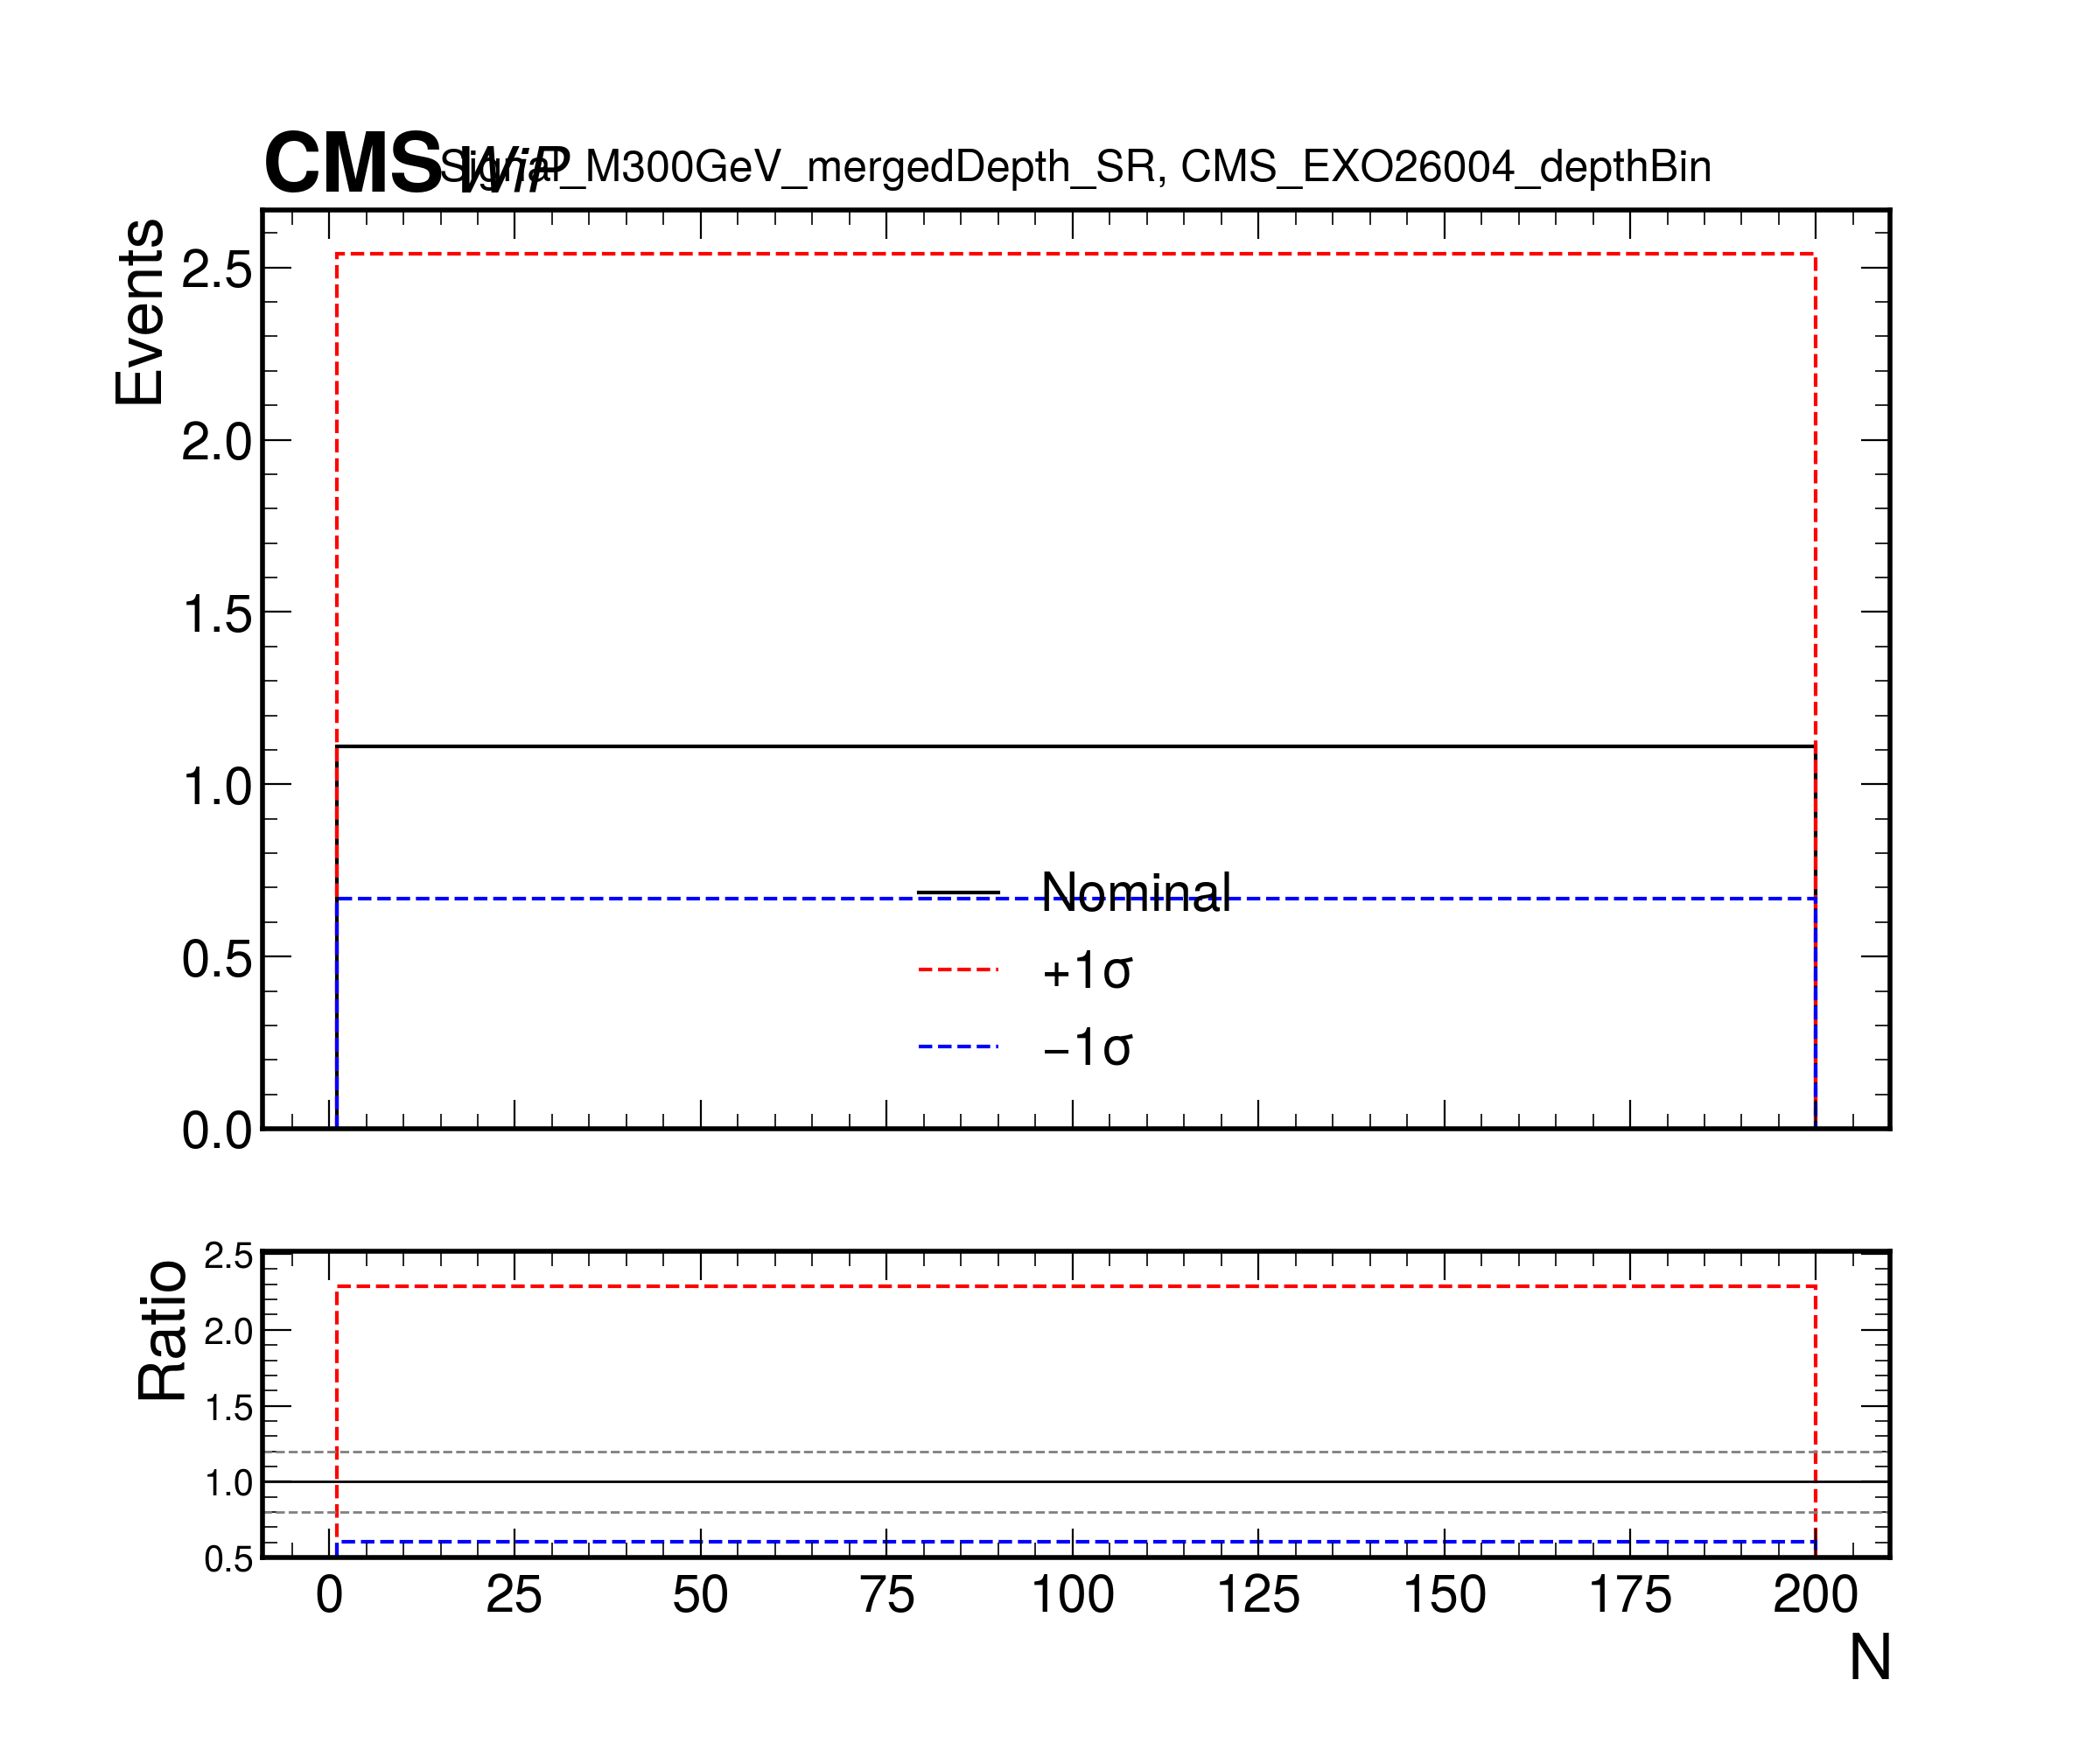 CMS WiP Signal_M300GeV_mergedDepth_SR, CMS_EXO26004_depthBin
Events
2.5
2.0
1.5
1.0
0.5
0.0
Nominal
+1σ
−1σ
Ratio
2.5
2.0
1.5
1.0
0.5
0 25 50 75 100 125 150 175 200
N